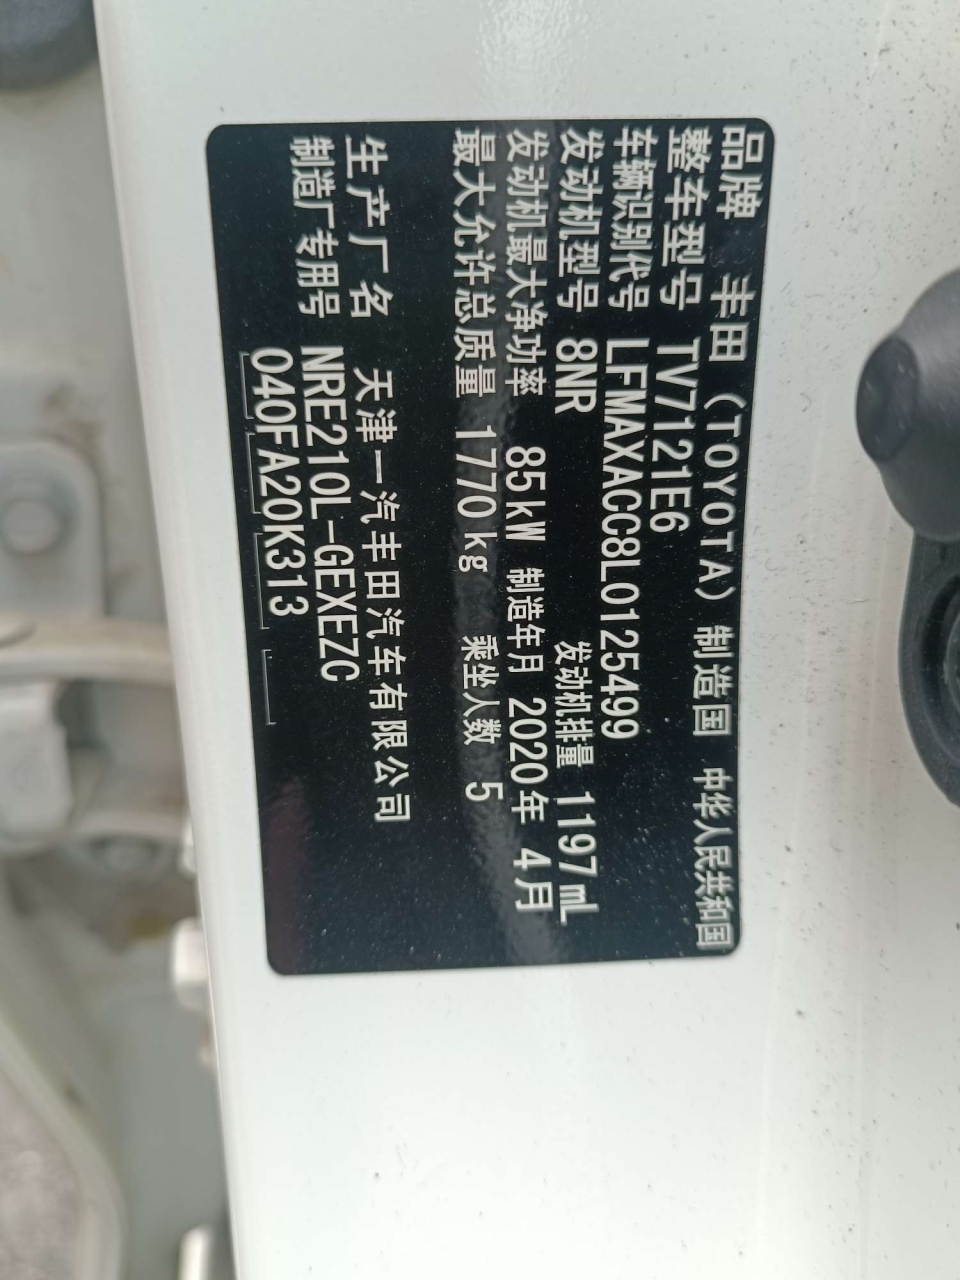 品牌 丰田（TOYOTA） 制造国 中华人民共和国
整车型号 TV7121E6
车辆识别代号 LFMAXACC8L0125499
发动机型号 8NR 发动机排量 1197mL
发动机最大净功率 85kW 制造年月 2020年 4月
最大允许总质量 1770kg 乘坐人数 5
生产厂名 天津一汽丰田汽车有限公司
制造厂专用号 NRE210L-GEXEZC
040FA20K313